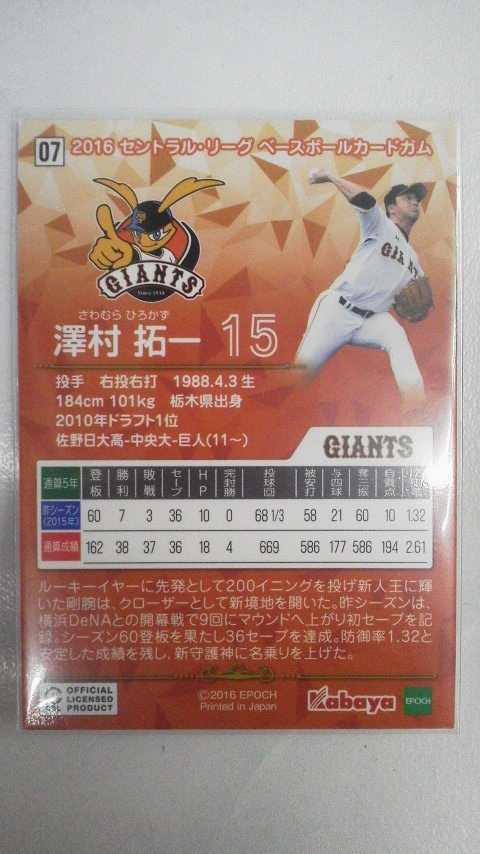 07 2016 セントラル・リーグ ベースボールカードガム
GIANTS
Since 1934
さわむら ひろかず
澤村 拓一 15
投手 右投右打 1988.4.3 生
184cm 101kg 栃木県出身
2010年ドラフト1位
佐野日大高-中央大-巨人(11~)
GIANTS
GIANTS
通算5年 登板 勝利 敗戦 セーブ HP 完封勝 投球回 被安打 与四球 奪三振 自責点
昨シーズン(2015年) 60 7 3 36 10 0 68 1/3 58 21 60 10 1.32
通算成績 162 38 37 36 18 4 669 586 177 586 194 2.61
ルーキーイヤーに先発として200イニングを投げ新人王に輝
いた剛腕は、クローザーとして新境地を開いた。昨シーズンは、
横浜DeNAとの開幕戦で9回にマウンドへ上がり初セーブを記
録。シーズン60登板を果たし36セーブを達成。防御率1.32と
安定した成績を残し、新守護神に名乗りを上げた。
OFFICIAL
LICENSED
PRODUCT
©2016 EPOCH
Printed in Japan
Kabaya
EPOCH